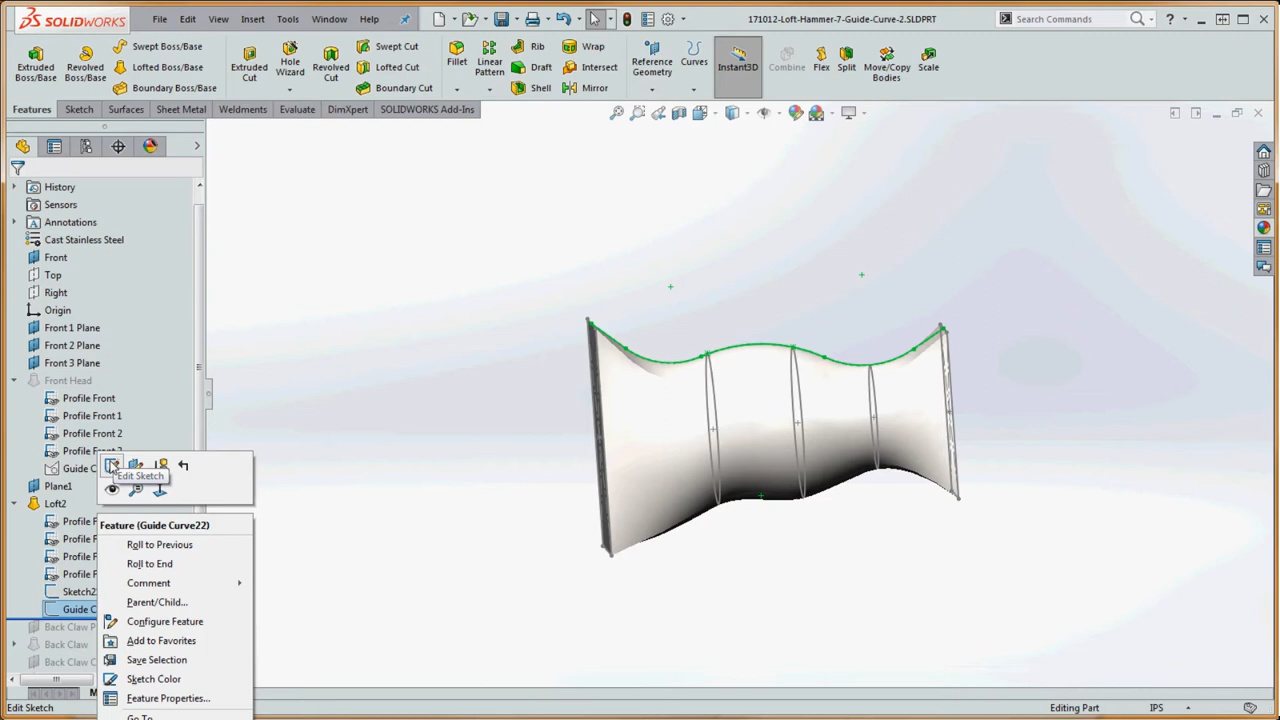 SOLIDWORKS
File
Edit
View
Insert
Tools
Window
Help
171012-Loft-Hammer-7-Guide-Curve-2.SLDPRT
Search Commands
Extruded Boss/Base
Revolved Boss/Base
Swept Boss/Base
Lofted Boss/Base
Boundary Boss/Base
Extruded Cut
Hole Wizard
Revolved Cut
Swept Cut
Lofted Cut
Boundary Cut
Fillet
Linear Pattern
Rib
Draft
Shell
Wrap
Intersect
Mirror
Reference Geometry
Curves
Instant3D
Combine
Flex
Split
Move/Copy Bodies
Scale
Features
Sketch
Surfaces
Sheet Metal
Weldments
Evaluate
DimXpert
SOLIDWORKS Add-Ins
History
Sensors
Annotations
Cast Stainless Steel
Front
Top
Right
Origin
Front 1 Plane
Front 2 Plane
Front 3 Plane
Front Head
Profile Front
Profile Front 1
Profile Front 2
Profile Front 3
Guide C
Plane1
Loft2
Profile F
Profile F
Profile F
Profile F
Sketch2
Guide C
Back Claw P
Back Claw
Back Claw C
Edit Sketch
Feature (Guide Curve22)
Roll to Previous
Roll to End
Comment
Parent/Child...
Configure Feature
Add to Favorites
Save Selection
Sketch Color
Feature Properties...
Go To...
M
Edit Sketch
Editing Part
IPS